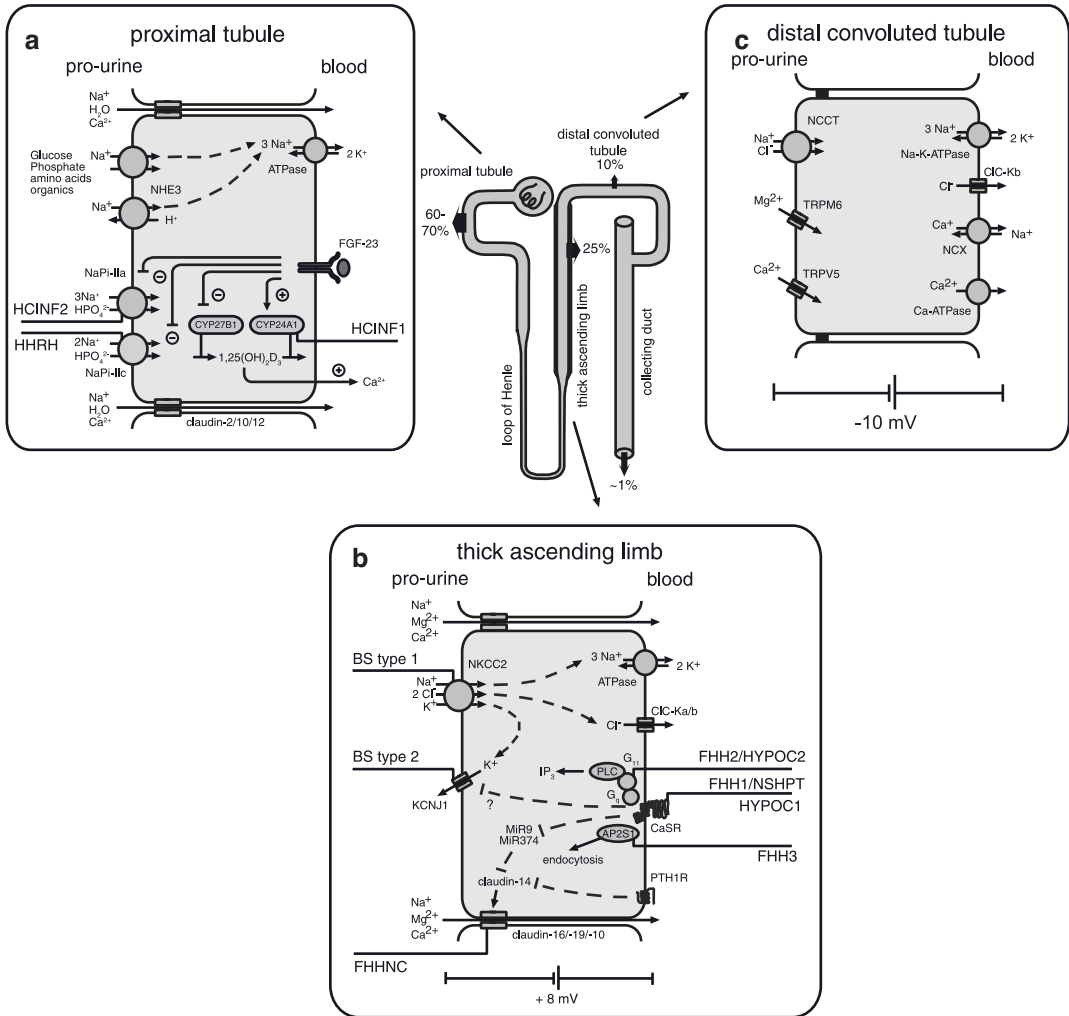 a
proximal tubule
pro-urine
blood
Na⁺
H₂O
Ca²⁺
Glucose
Phosphate
amino acids
organics
Na⁺
3 Na⁺
2 K⁺
ATPase
NHE3
Na⁺
H⁺
FGF-23
NaPi-IIa
HCINF2
3Na⁺
HPO₄²⁻
CYP27B1
CYP24A1
HCINF1
HHRH
2Na⁺
HPO₄²⁻
NaPi-IIc
1,25(OH)₂D₃
Ca²⁺
Na⁺
H₂O
Ca²⁺
claudin-2/10/12
proximal tubule
60-
70%
distal convoluted
tubule
10%
25%
loop of Henle
thick ascending limb
collecting duct
~1%
c
distal convoluted tubule
pro-urine
blood
NCCT
Na⁺
Cl⁻
3 Na⁺
2 K⁺
Na-K-ATPase
ClC-Kb
Cl⁻
Mg²⁺
TRPM6
Ca⁺
Na⁺
NCX
Ca²⁺
TRPV5
Ca²⁺
Ca-ATPase
-10 mV
b
thick ascending limb
pro-urine
blood
Na⁺
Mg²⁺
Ca²⁺
BS type 1
NKCC2
Na⁺
2 Cl⁻
K⁺
3 Na⁺
2 K⁺
ATPase
ClC-Ka/b
Cl⁻
BS type 2
K⁺
KCNJ1
?
IP₃
PLC
G₁₁
G_q
FHH2/HYPOC2
FHH1/NSHPT
HYPOC1
CaSR
MiR9
MiR374
AP2S1
endocytosis
FHH3
claudin-14
PTH1R
Na⁺
Mg²⁺
Ca²⁺
claudin-16/-19/-10
FHHNC
+ 8 mV